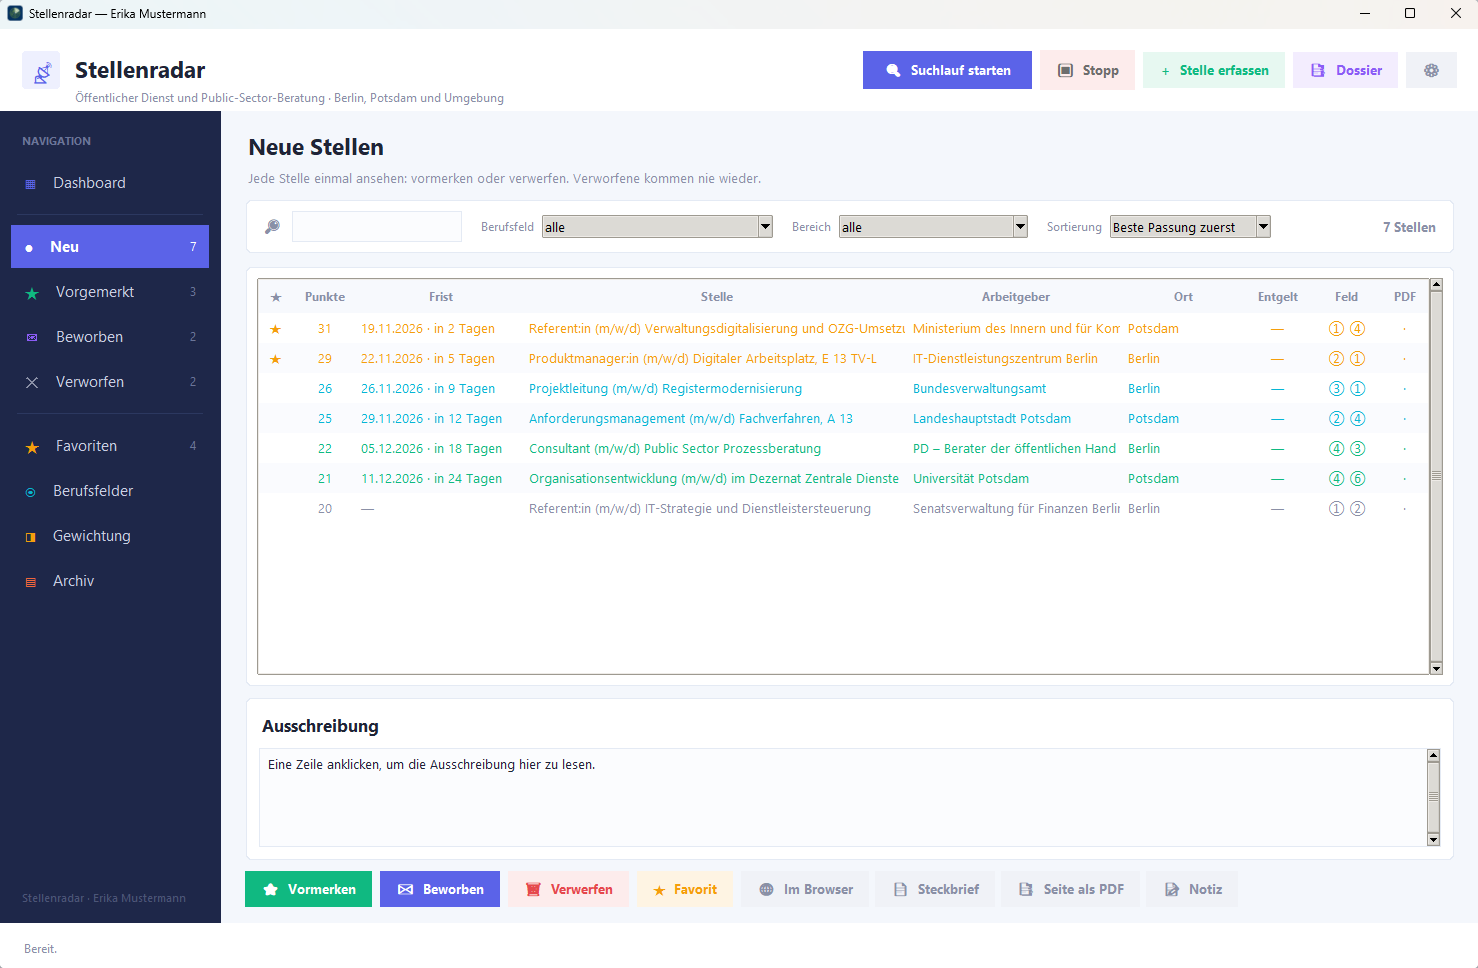 Stellenradar — Erika Mustermann
Stellenradar
Öffentlicher Dienst und Public-Sector-Beratung · Berlin, Potsdam und Umgebung
Suchlauf starten
Stopp
+ Stelle erfassen
Dossier
NAVIGATION
Dashboard
Neu 7
Vorgemerkt 3
Beworben 2
Verworfen 2
Favoriten 4
Berufsfelder
Gewichtung
Archiv
Stellenradar · Erika Mustermann
Neue Stellen
Jede Stelle einmal ansehen: vormerken oder verwerfen. Verworfene kommen nie wieder.
Berufsfeld alle Bereich alle Sortierung Beste Passung zuerst 7 Stellen
★ Punkte Frist Stelle Arbeitgeber Ort Entgelt Feld PDF
★ 31 19.11.2026 · in 2 Tagen Referent:in (m/w/d) Verwaltungsdigitalisierung und OZG-Umsetzu Ministerium des Innern und für Kom Potsdam — ① ④ ·
★ 29 22.11.2026 · in 5 Tagen Produktmanager:in (m/w/d) Digitaler Arbeitsplatz, E 13 TV-L IT-Dienstleistungszentrum Berlin Berlin — ② ① ·
26 26.11.2026 · in 9 Tagen Projektleitung (m/w/d) Registermodernisierung Bundesverwaltungsamt Berlin — ③ ① ·
25 29.11.2026 · in 12 Tagen Anforderungsmanagement (m/w/d) Fachverfahren, A 13 Landeshauptstadt Potsdam Potsdam — ② ④ ·
22 05.12.2026 · in 18 Tagen Consultant (m/w/d) Public Sector Prozessberatung PD – Berater der öffentlichen Hand Berlin — ④ ③ ·
21 11.12.2026 · in 24 Tagen Organisationsentwicklung (m/w/d) im Dezernat Zentrale Dienste Universität Potsdam Potsdam — ④ ⑥ ·
20 — Referent:in (m/w/d) IT-Strategie und Dienstleistersteuerung Senatsverwaltung für Finanzen Berlin Berlin — ① ② ·
Ausschreibung
Eine Zeile anklicken, um die Ausschreibung hier zu lesen.
Vormerken
Beworben
Verwerfen
★ Favorit
Im Browser
Steckbrief
Seite als PDF
Notiz
Bereit.